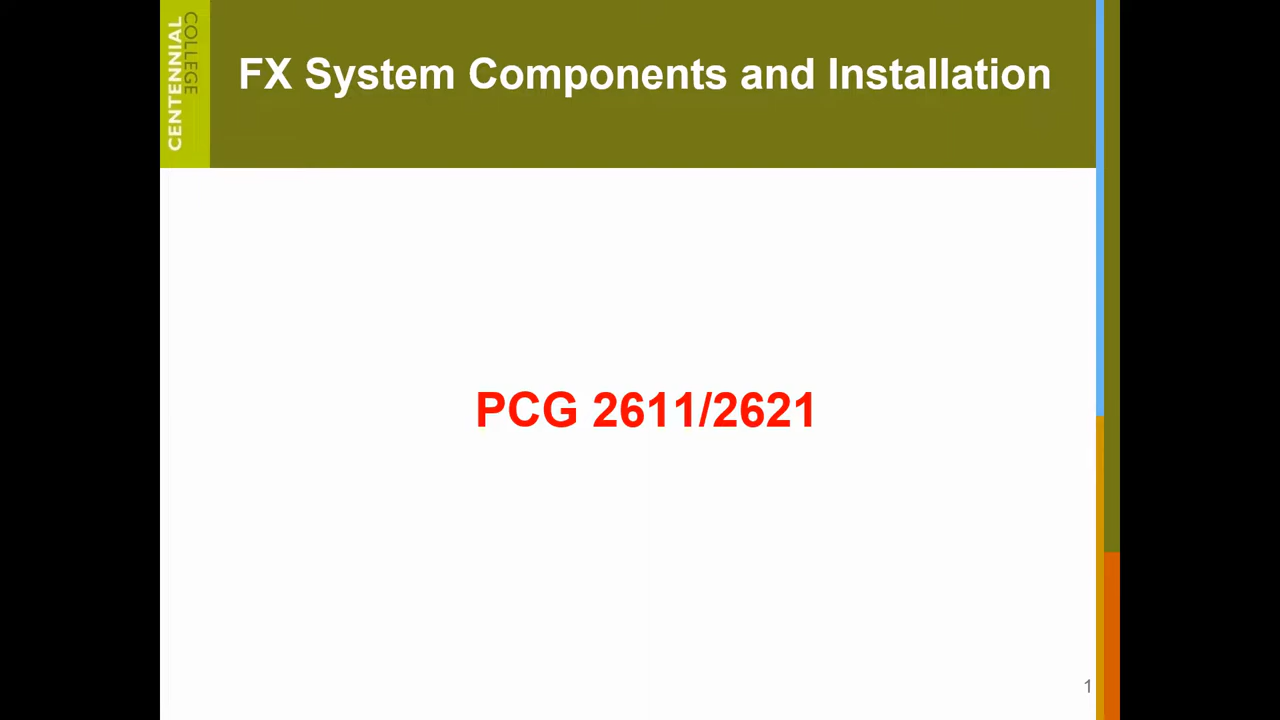 CENTENNIAL
COLLEGE
FX System Components and Installation
PCG 2611/2621
1